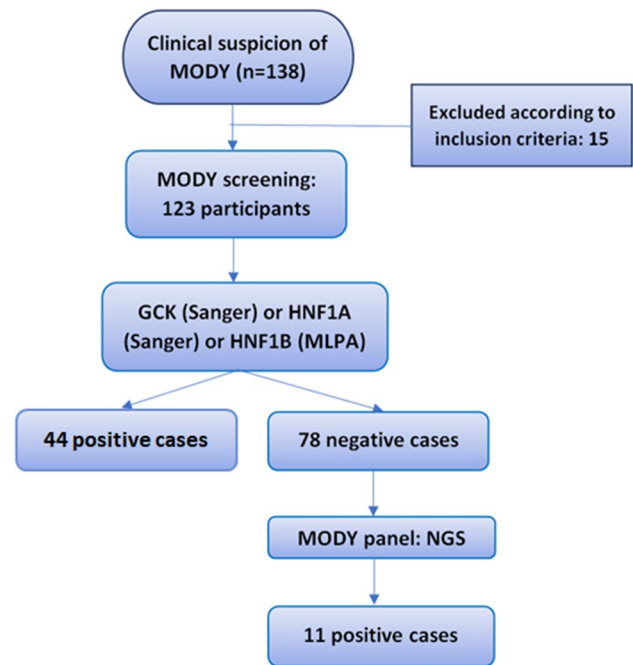 Clinical suspicion of
MODY (n=138)
Excluded according to
inclusion criteria: 15
MODY screening:
123 participants
GCK (Sanger) or HNF1A
(Sanger) or HNF1B (MLPA)
44 positive cases
78 negative cases
MODY panel: NGS
11 positive cases